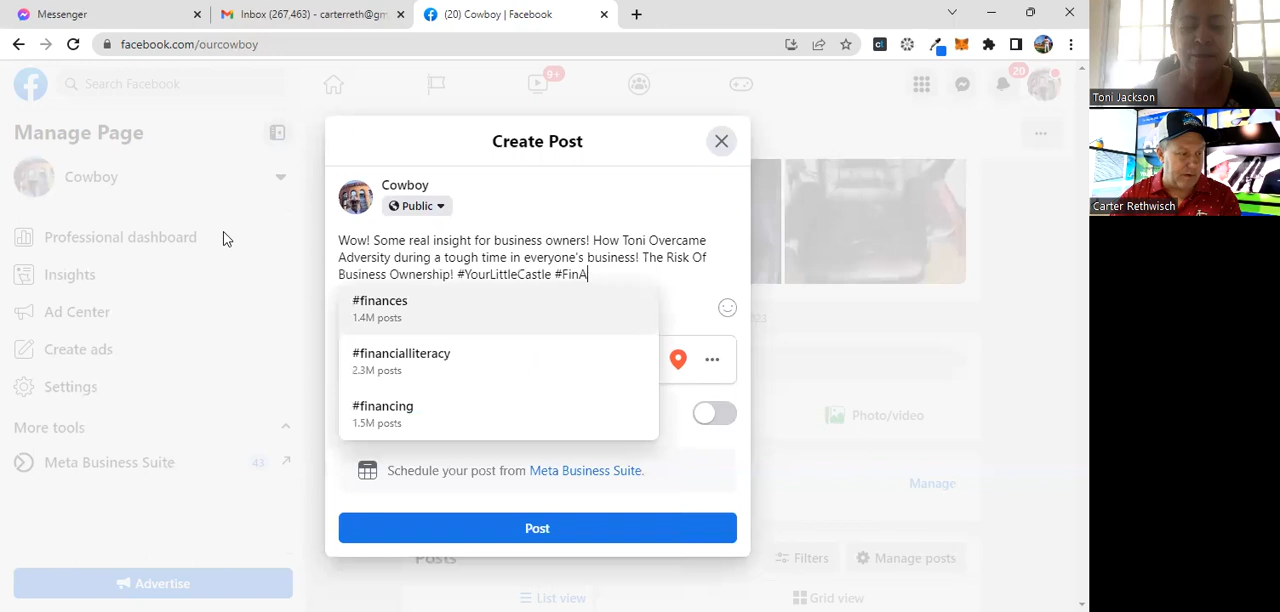 Messenger
Inbox (267,463) - carterreth@gm
(20) Cowboy | Facebook
facebook.com/ourcowboy
Search Facebook
9+
20
Manage Page
Cowboy
Professional dashboard
Insights
Ad Center
Create ads
Settings
More tools
Meta Business Suite
43
Advertise
Create Post
Cowboy
Public
Wow! Some real insight for business owners! How Toni Overcame
Adversity during a tough time in everyone's business! The Risk Of
Business Ownership! #YourLittleCastle #FinA
#finances
1.4M posts
#financialliteracy
2.3M posts
#financing
1.5M posts
Schedule your post from Meta Business Suite.
Post
Photo/video
Manage
Posts
Filters
Manage posts
List view
Grid view
Toni Jackson
Carter Rethwisch